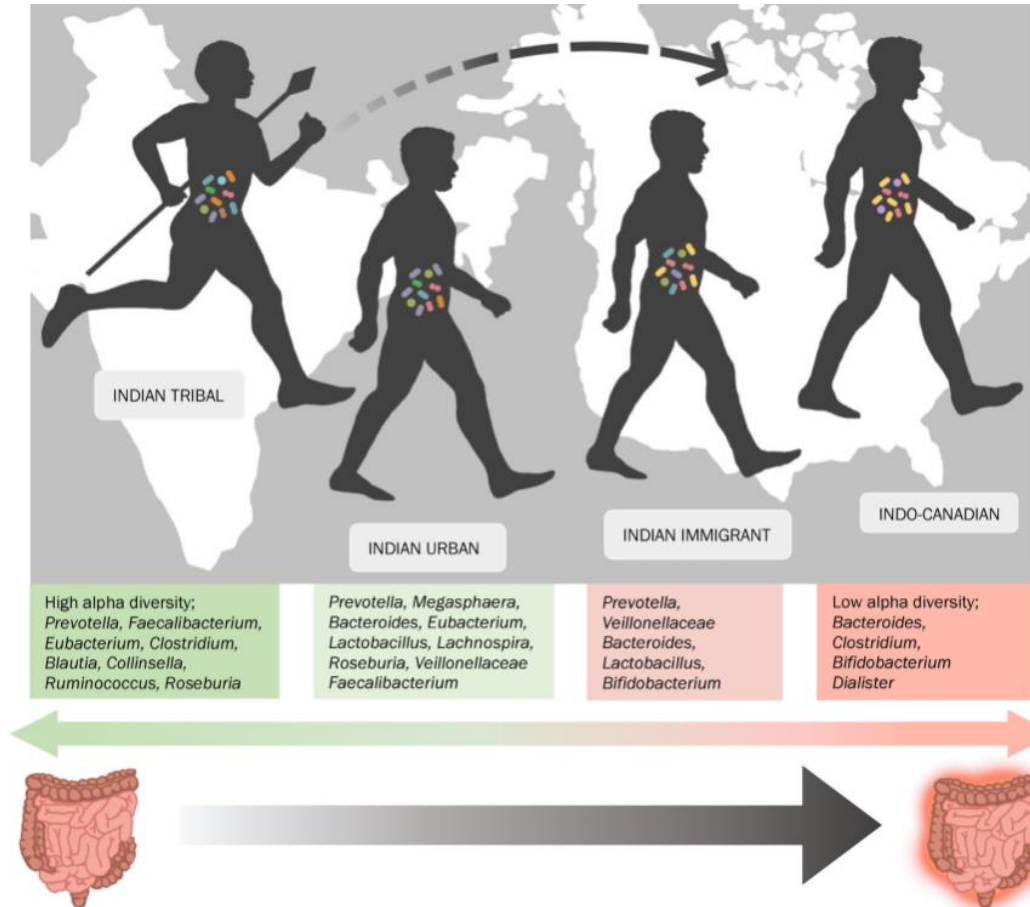 INDIAN TRIBAL
INDIAN URBAN
INDIAN IMMIGRANT
INDO-CANADIAN
High alpha diversity;
Prevotella, Faecalibacterium,
Eubacterium, Clostridium,
Blautia, Collinsella,
Ruminococcus, Roseburia
Prevotella, Megasphaera,
Bacteroides, Eubacterium,
Lactobacillus, Lachnospira,
Roseburia, Veillonellaceae
Faecalibacterium
Prevotella,
Veillonellaceae
Bacteroides,
Lactobacillus,
Bifidobacterium
Low alpha diversity;
Bacteroides,
Clostridium,
Bifidobacterium
Dialister